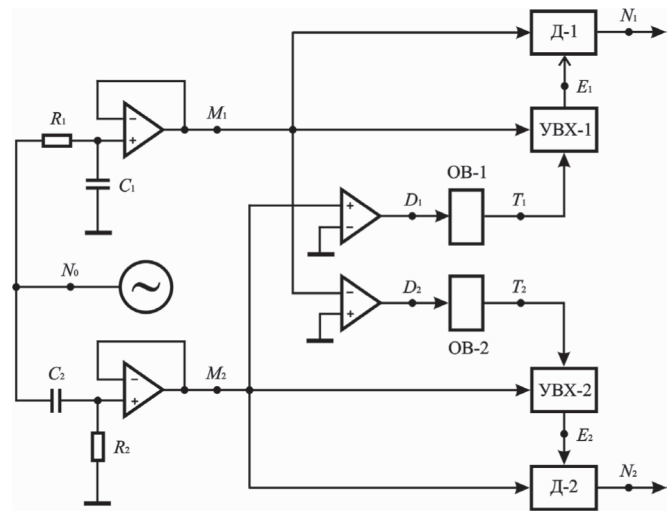 Д-1
N₁
E₁
R₁
M₁
УВХ-1
C₁
ОВ-1
D₁
T₁
N₀
D₂
T₂
ОВ-2
C₂
M₂
УВХ-2
R₂
E₂
Д-2
N₂